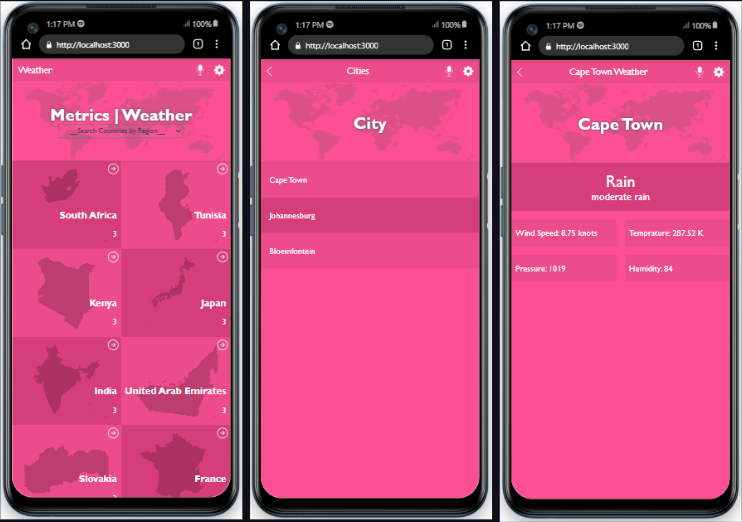 1:17 PM
100%
http://localhost:3000
1
Weather
Metrics | Weather
__Search Countries by Region__
South Africa
3
Tunisia
3
Kenya
3
Japan
3
India
3
United Arab Emirates
3
Slovakia
France
1:17 PM
100%
http://localhost:3000
1
Cities
City
Cape Town
Johannesburg
Bloemfontein
1:17 PM
100%
http://localhost:3000
1
Cape Town Weather
Cape Town
Rain
moderate rain
Wind Speed: 8.75 knots
Temprature: 287.52 K
Pressure: 1019
Humidity: 84